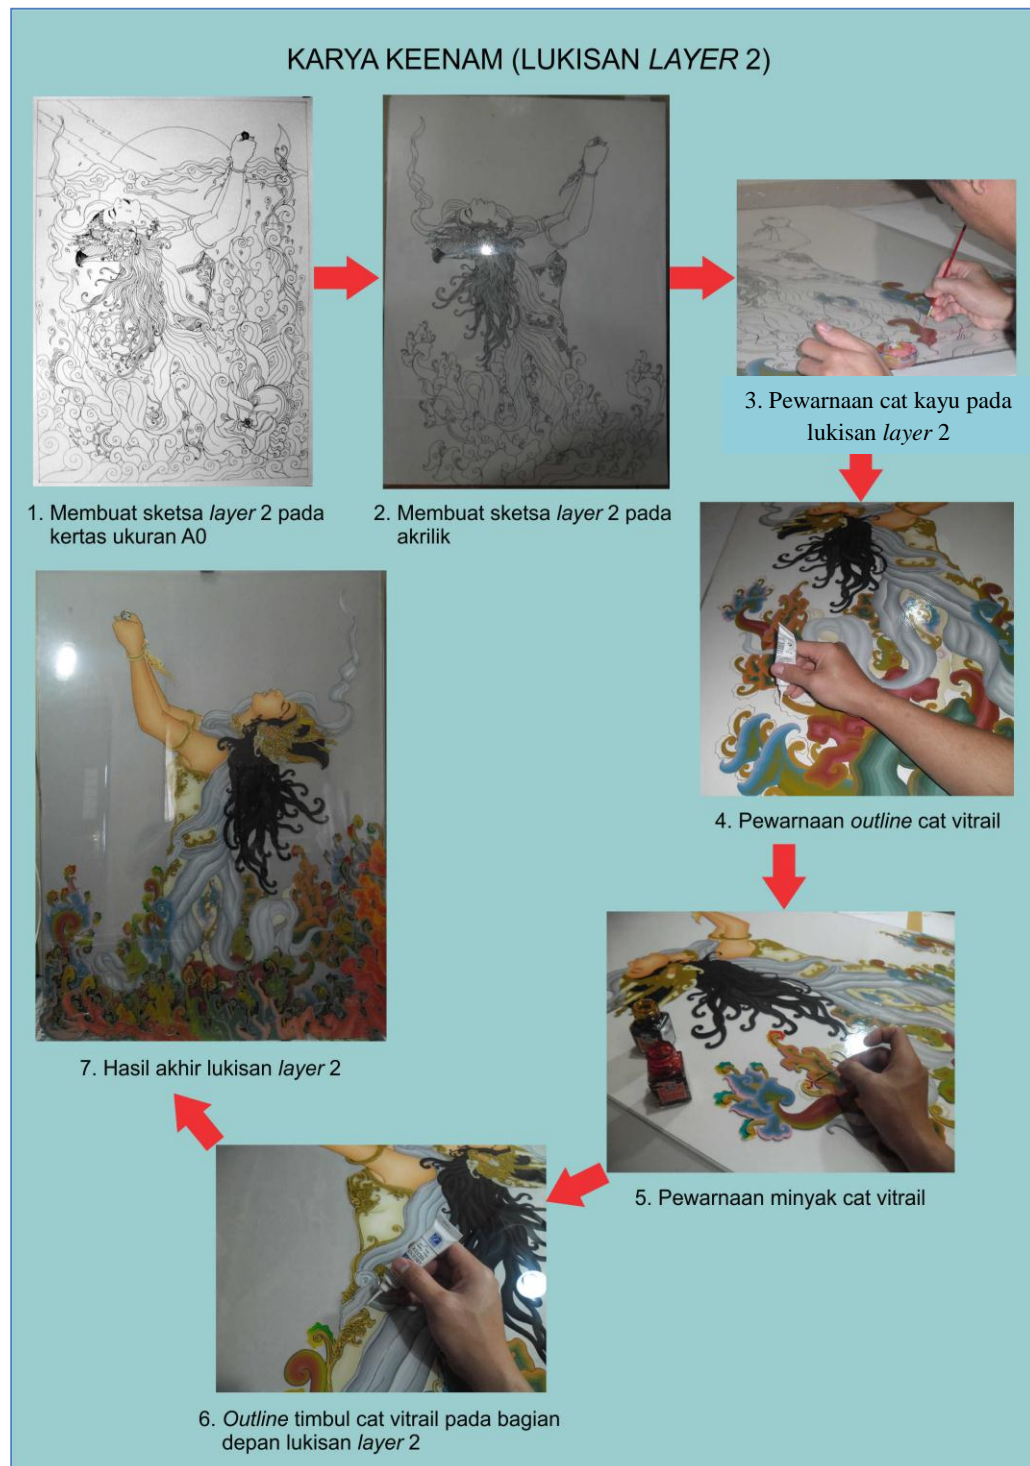 KARYA KEENAM (LUKISAN LAYER 2)
1. Membuat sketsa layer 2 pada
kertas ukuran A0
2. Membuat sketsa layer 2 pada
akrilik
3. Pewarnaan cat kayu pada
lukisan layer 2
4. Pewarnaan outline cat vitrail
5. Pewarnaan minyak cat vitrail
6. Outline timbul cat vitrail pada bagian
depan lukisan layer 2
7. Hasil akhir lukisan layer 2